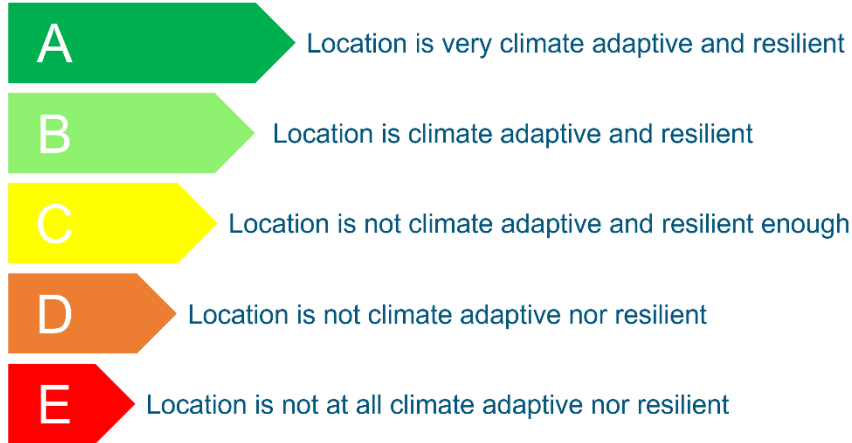 A Location is very climate adaptive and resilient
B Location is climate adaptive and resilient
C Location is not climate adaptive and resilient enough
D Location is not climate adaptive nor resilient
E Location is not at all climate adaptive nor resilient